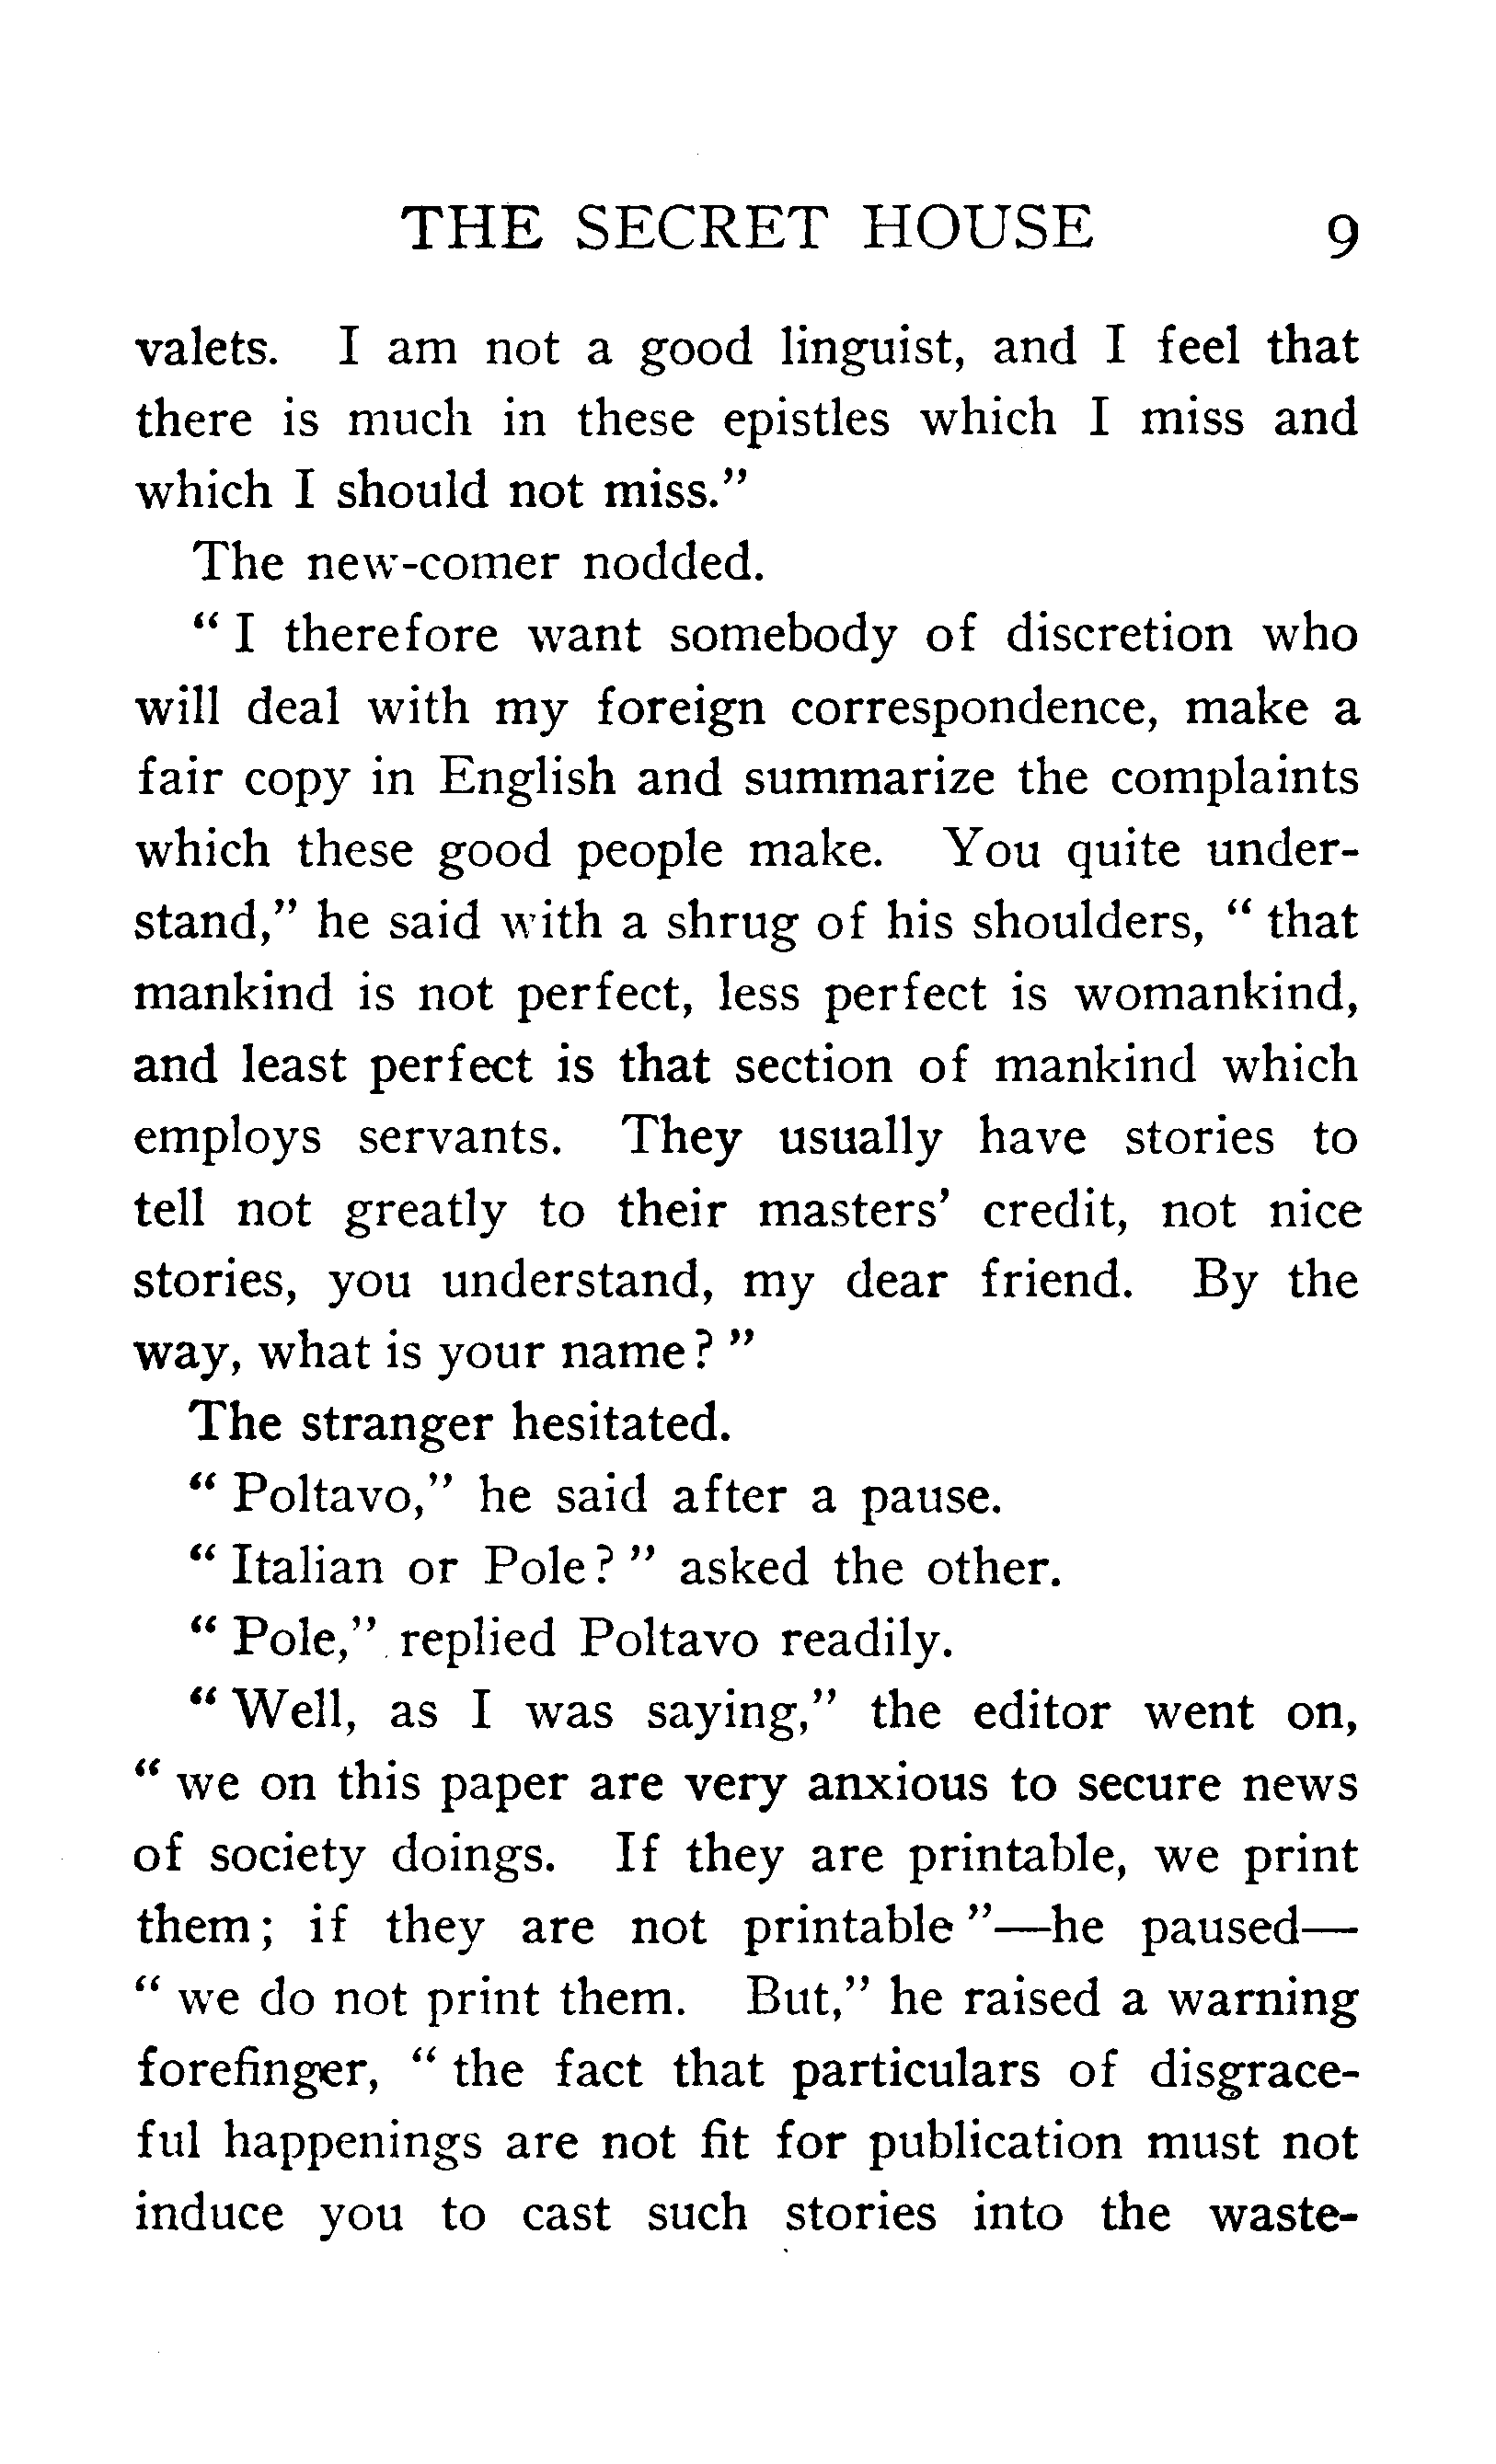 THE SECRET HOUSE 9
valets. I am not a good linguist, and I feel that
there is much in these epistles which I miss and
which I should not miss."
The new-comer nodded.
" I therefore want somebody of discretion who
will deal with my foreign correspondence, make a
fair copy in English and summarize the complaints
which these good people make. You quite under-
stand," he said with a shrug of his shoulders, " that
mankind is not perfect, less perfect is womankind,
and least perfect is that section of mankind which
employs servants. They usually have stories to
tell not greatly to their masters' credit, not nice
stories, you understand, my dear friend. By the
way, what is your name? "
The stranger hesitated.
" Poltavo," he said after a pause.
" Italian or Pole? " asked the other.
" Pole," replied Poltavo readily.
" Well, as I was saying," the editor went on,
" we on this paper are very anxious to secure news
of society doings. If they are printable, we print
them; if they are not printable "—he paused—
" we do not print them. But," he raised a warning
forefinger, " the fact that particulars of disgrace-
ful happenings are not fit for publication must not
induce you to cast such stories into the waste-